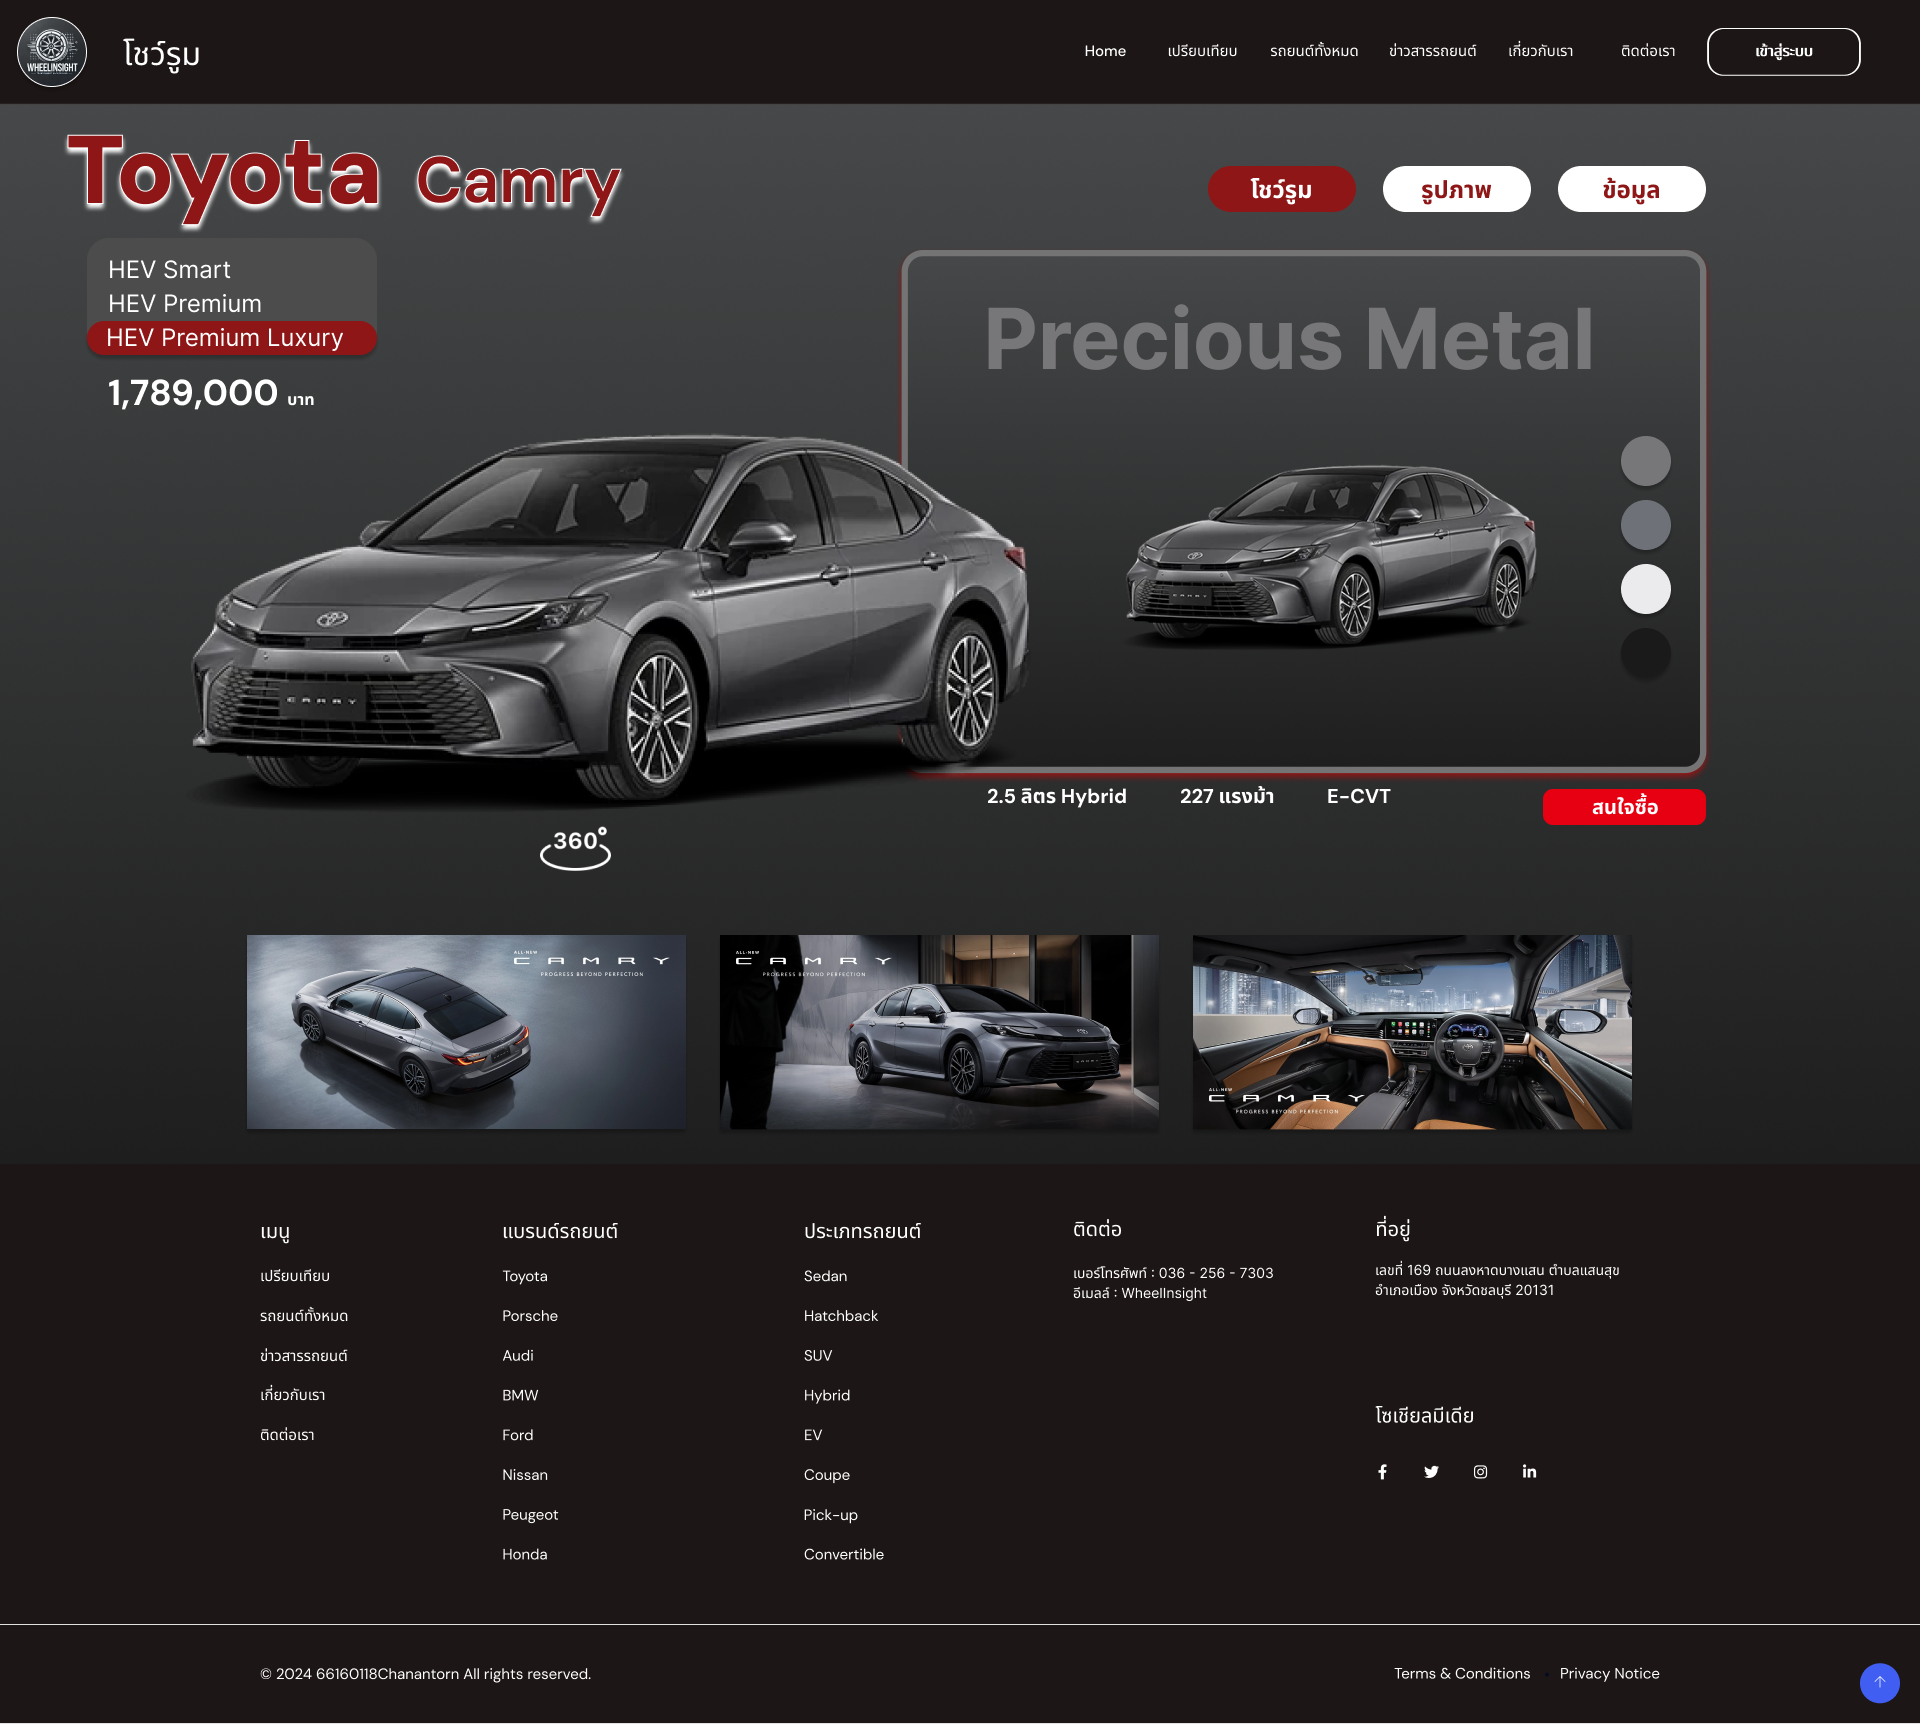 WHEELINSIGHT
โชว์รูม
Home
เปรียบเทียบ
รถยนต์ทั้งหมด
ข่าวสารรถยนต์
เกี่ยวกับเรา
ติดต่อเรา
เข้าสู่ระบบ
Toyota Camry
โชว์รูม
รูปภาพ
ข้อมูล
HEV Smart
HEV Premium
HEV Premium Luxury
1,789,000 บาท
Precious Metal
CAMRY
CAMRY
2.5 ลิตร Hybrid
227 แรงม้า
E-CVT
สนใจซื้อ
360°
ALL-NEW
CAMRY
PROGRESS BEYOND PERFECTION
ALL-NEW
CAMRY
PROGRESS BEYOND PERFECTION
ALL-NEW
CAMRY
PROGRESS BEYOND PERFECTION
เมนู
เปรียบเทียบ
รถยนต์ทั้งหมด
ข่าวสารรถยนต์
เกี่ยวกับเรา
ติดต่อเรา
แบรนด์รถยนต์
Toyota
Porsche
Audi
BMW
Ford
Nissan
Peugeot
Honda
ประเภทรถยนต์
Sedan
Hatchback
SUV
Hybrid
EV
Coupe
Pick-up
Convertible
ติดต่อ
เบอร์โทรศัพท์ : 036 - 256 - 7303
อีเมลล์ : WheelInsight
ที่อยู่
เลขที่ 169 ถนนลงหาดบางแสน ตำบลแสนสุข
อำเภอเมือง จังหวัดชลบุรี 20131
โซเชียลมีเดีย
© 2024 66160118Chanantorn All rights reserved.
Terms & Conditions • Privacy Notice